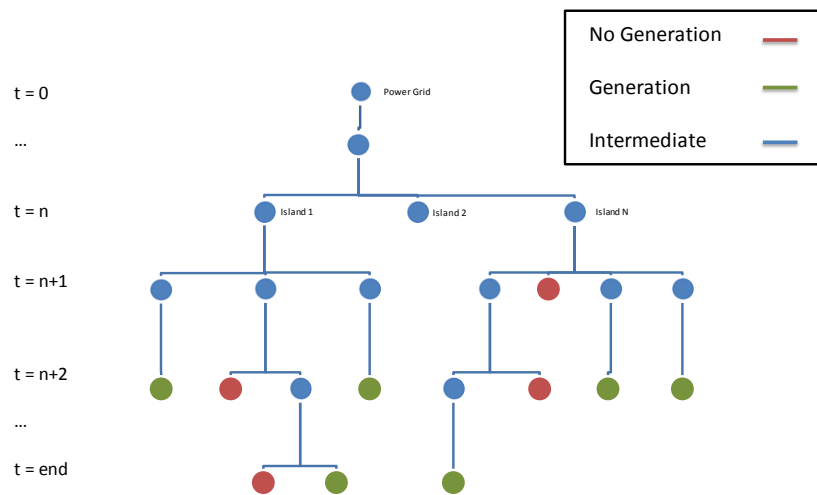 No Generation
Generation
Intermediate
t = 0
Power Grid
...
t = n
Island 1
Island 2
Island N
t = n+1
t = n+2
...
t = end